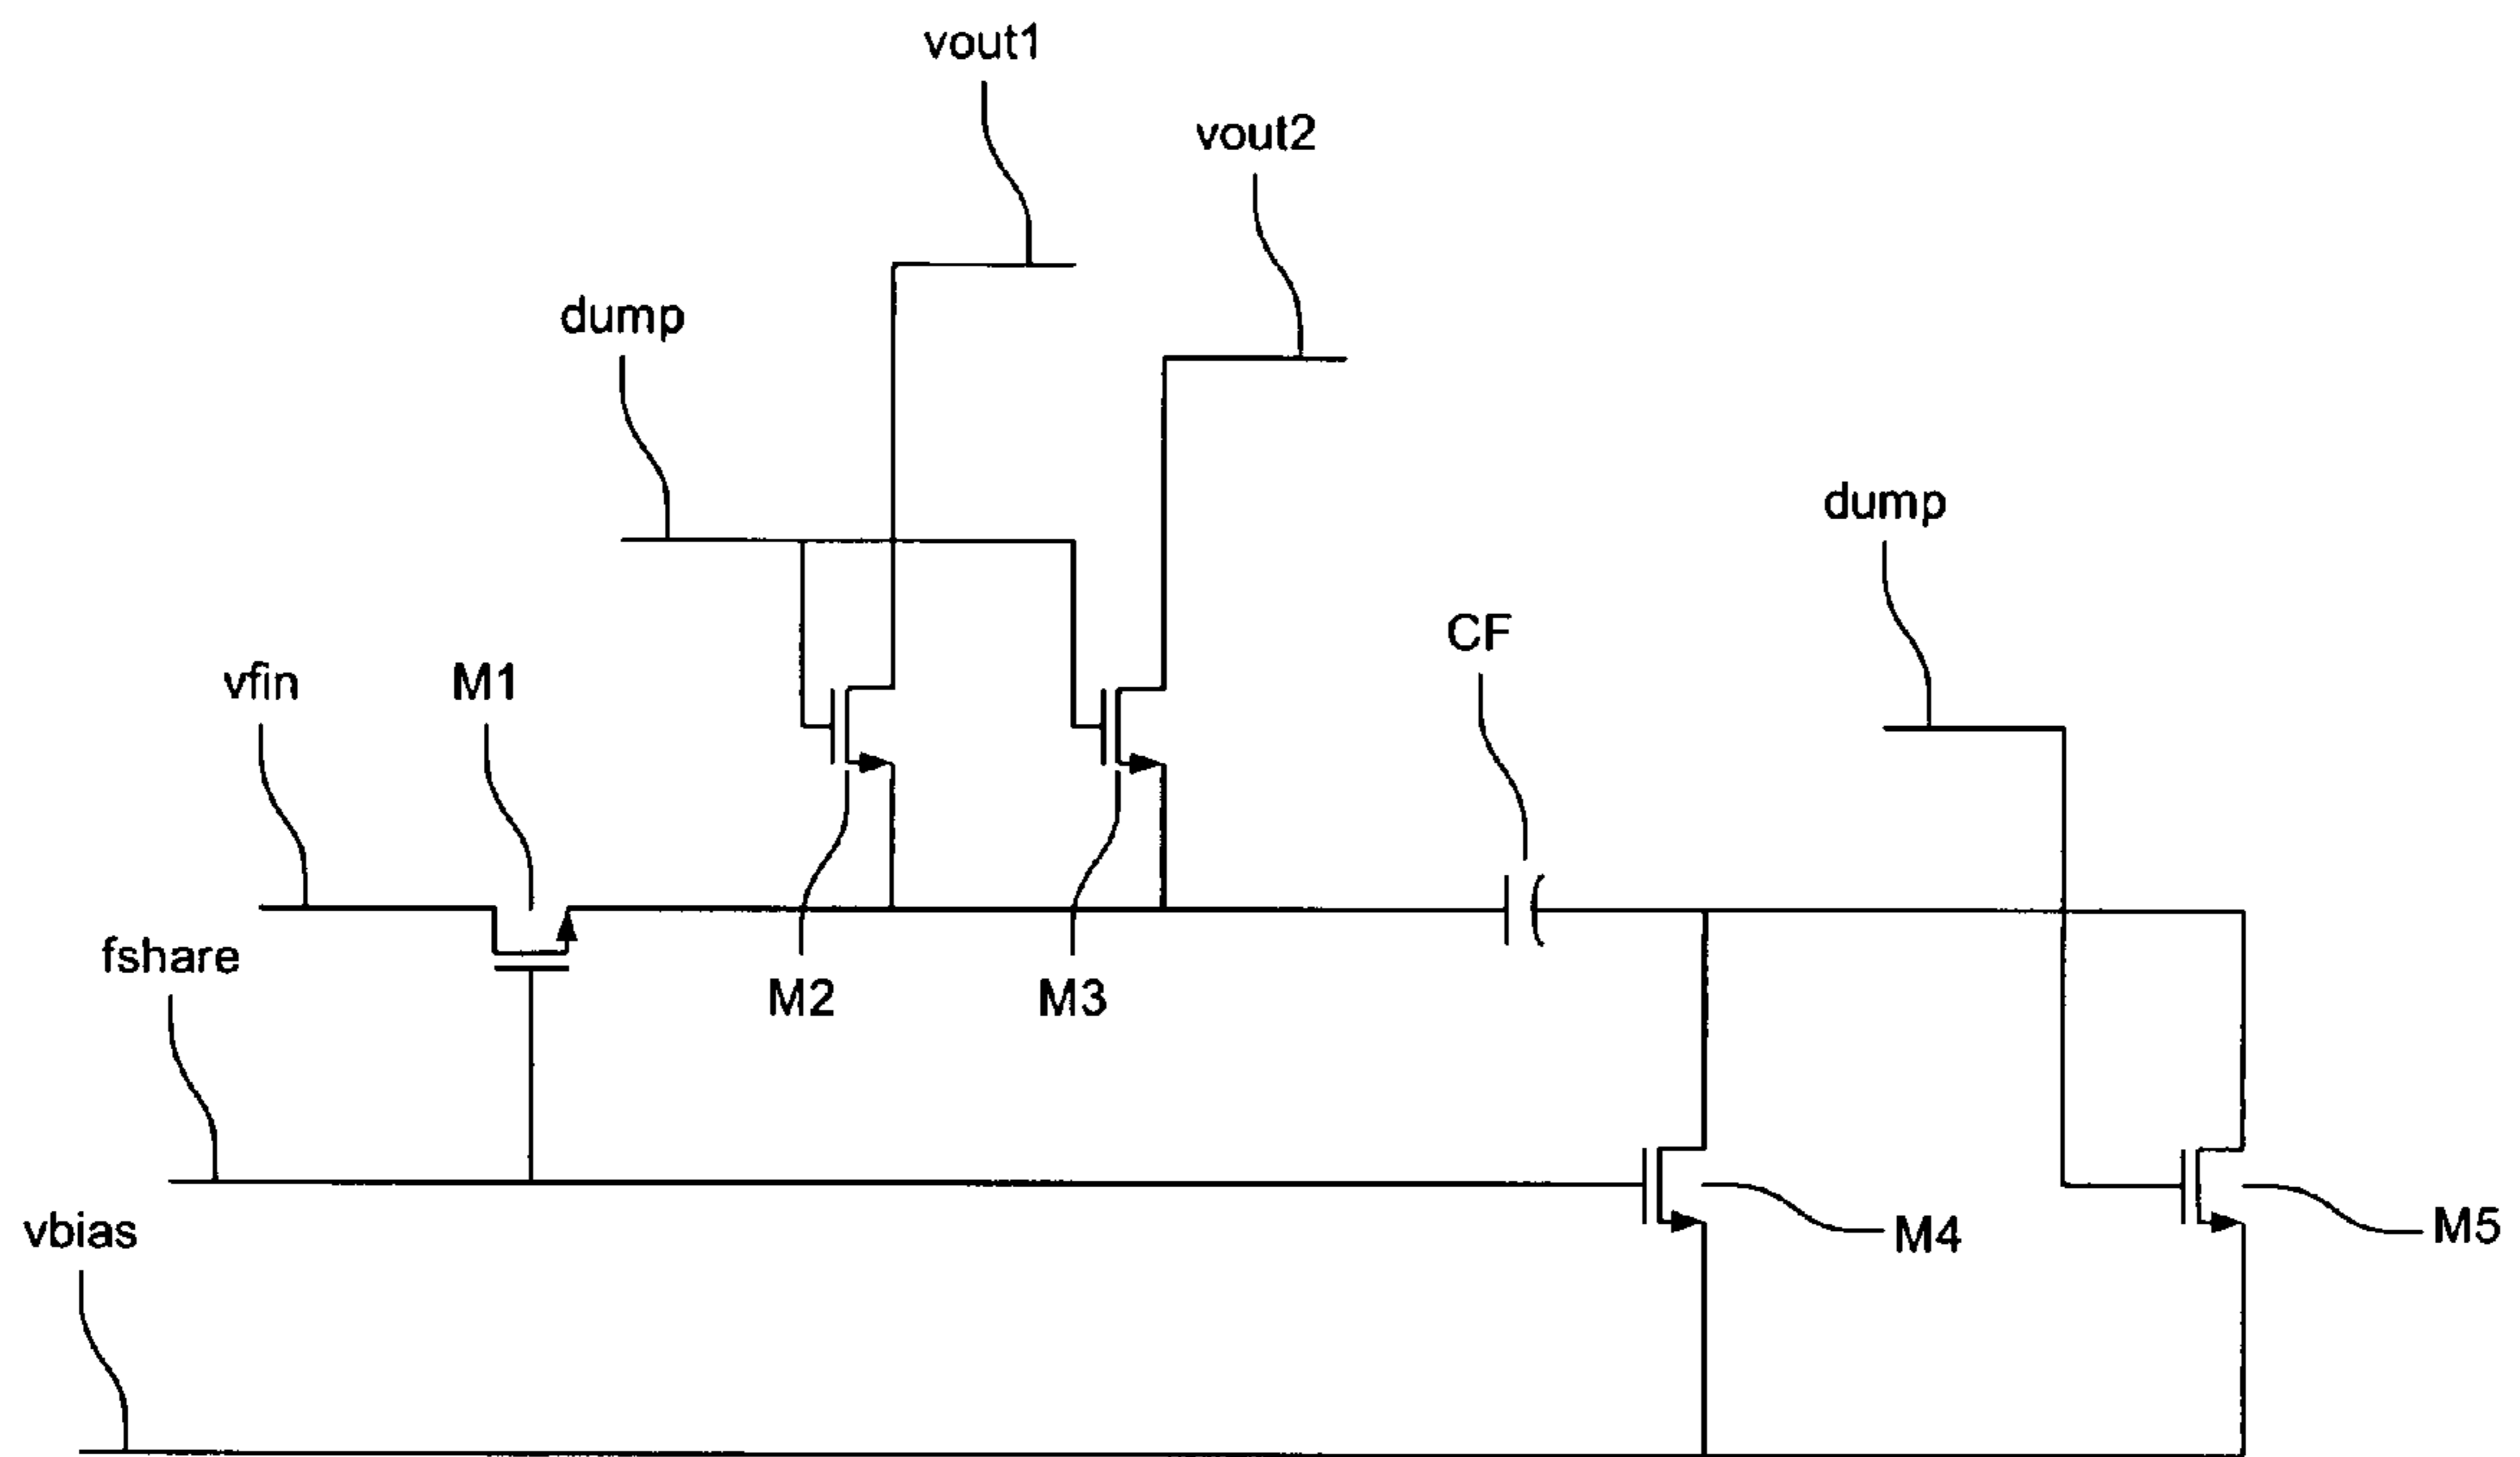 vout1
vout2
dump
dump
CF
vfin
M1
fshare
M2
M3
vbias
M4
M5